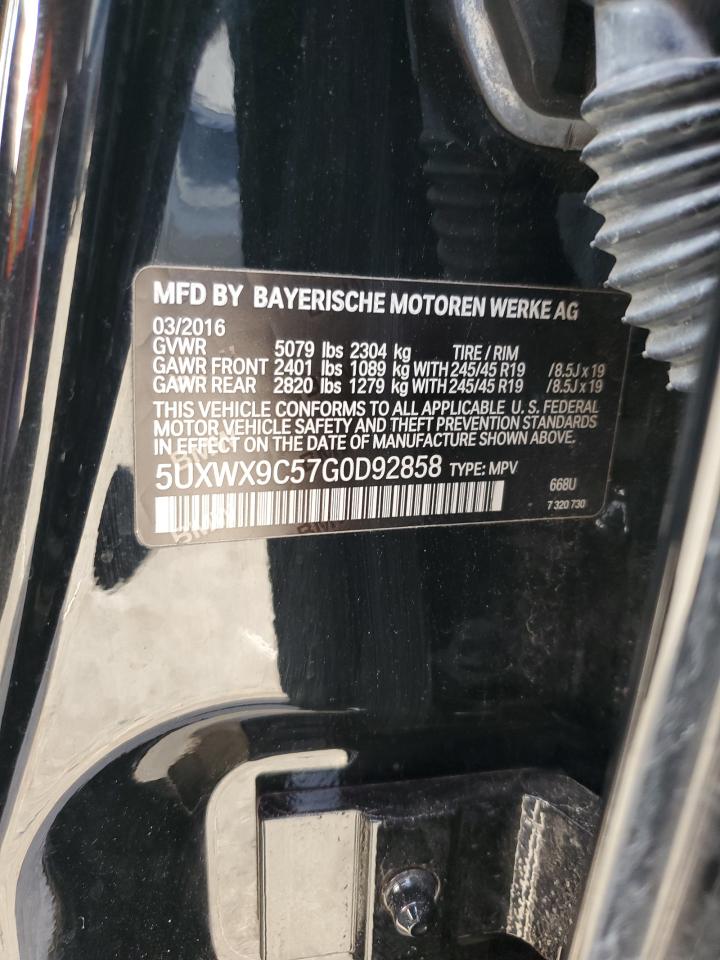 MFD BY BAYERISCHE MOTOREN WERKE AG
03/2016
GVWR 5079 lbs 2304 kg TIRE / RIM
GAWR FRONT 2401 lbs 1089 kg WITH 245/45 R19 /8.5J x 19
GAWR REAR 2820 lbs 1279 kg WITH 245/45 R19 /8.5J x 19
THIS VEHICLE CONFORMS TO ALL APPLICABLE U.S. FEDERAL
MOTOR VEHICLE SAFETY AND THEFT PREVENTION STANDARDS
IN EFFECT ON THE DATE OF MANUFACTURE SHOWN ABOVE.
5UXWX9C57G0D92858 TYPE: MPV
668U
7 320 730